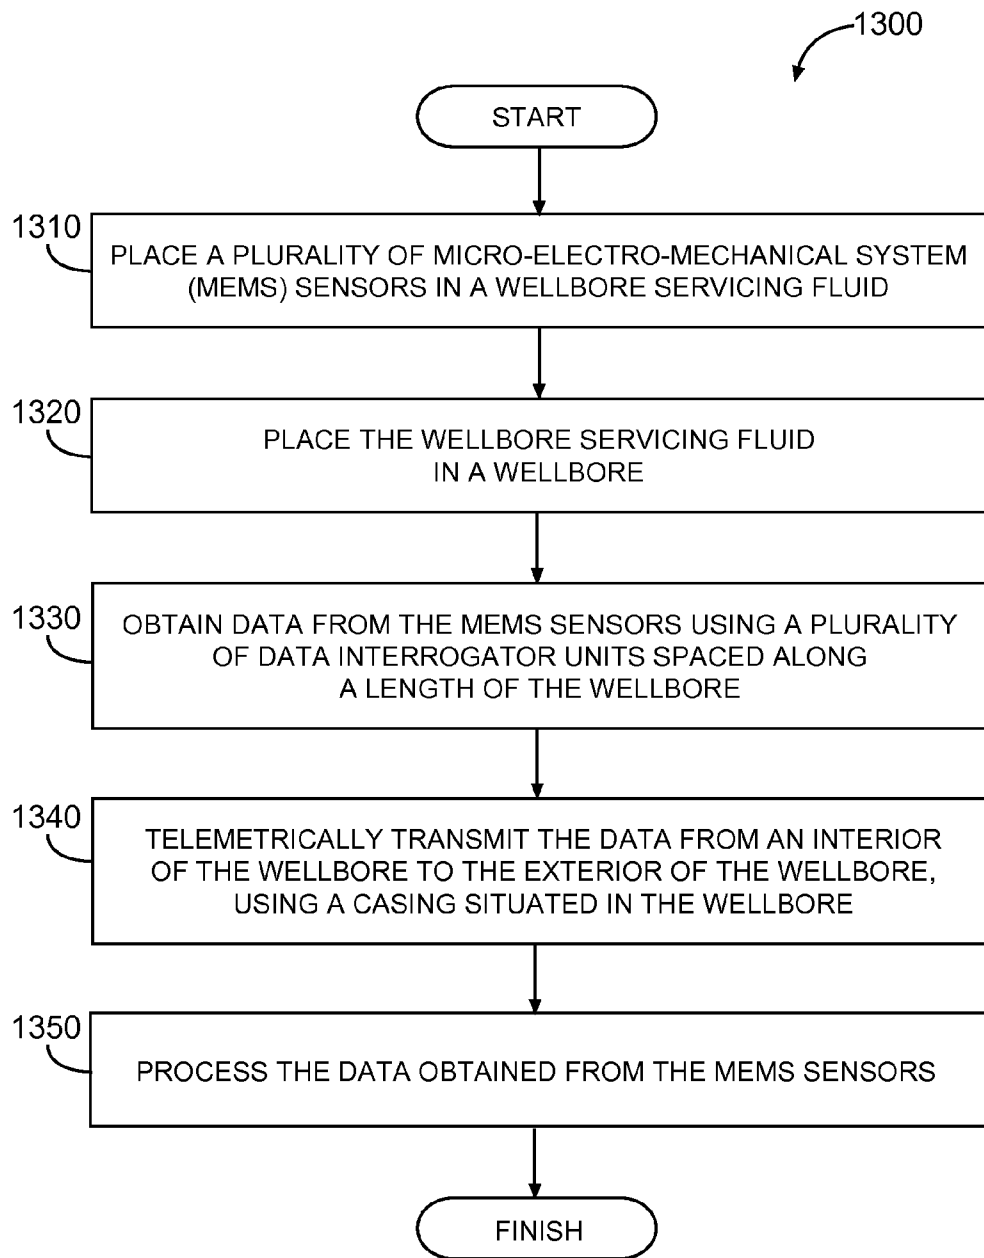 1300
START
1310
PLACE A PLURALITY OF MICRO-ELECTRO-MECHANICAL SYSTEM
(MEMS) SENSORS IN A WELLBORE SERVICING FLUID
1320
PLACE THE WELLBORE SERVICING FLUID
IN A WELLBORE
1330
OBTAIN DATA FROM THE MEMS SENSORS USING A PLURALITY
OF DATA INTERROGATOR UNITS SPACED ALONG
A LENGTH OF THE WELLBORE
1340
TELEMETRICALLY TRANSMIT THE DATA FROM AN INTERIOR
OF THE WELLBORE TO THE EXTERIOR OF THE WELLBORE,
USING A CASING SITUATED IN THE WELLBORE
1350
PROCESS THE DATA OBTAINED FROM THE MEMS SENSORS
FINISH